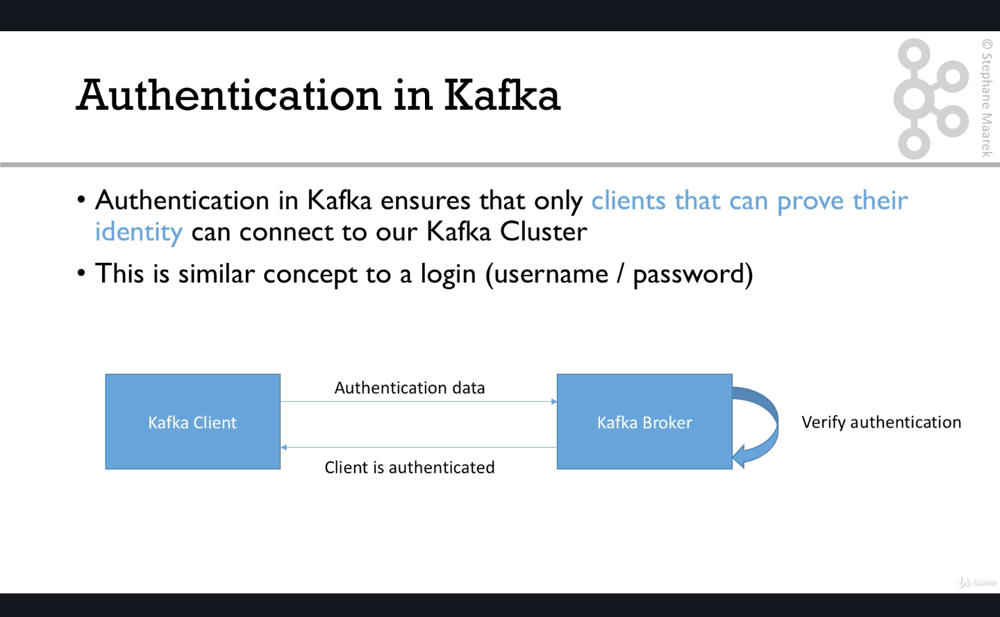 Authentication in Kafka
© Stephane Maarek
• Authentication in Kafka ensures that only clients that can prove their
identity can connect to our Kafka Cluster
• This is similar concept to a login (username / password)
Authentication data
Kafka Client
Kafka Broker
Verify authentication
Client is authenticated
Udemy